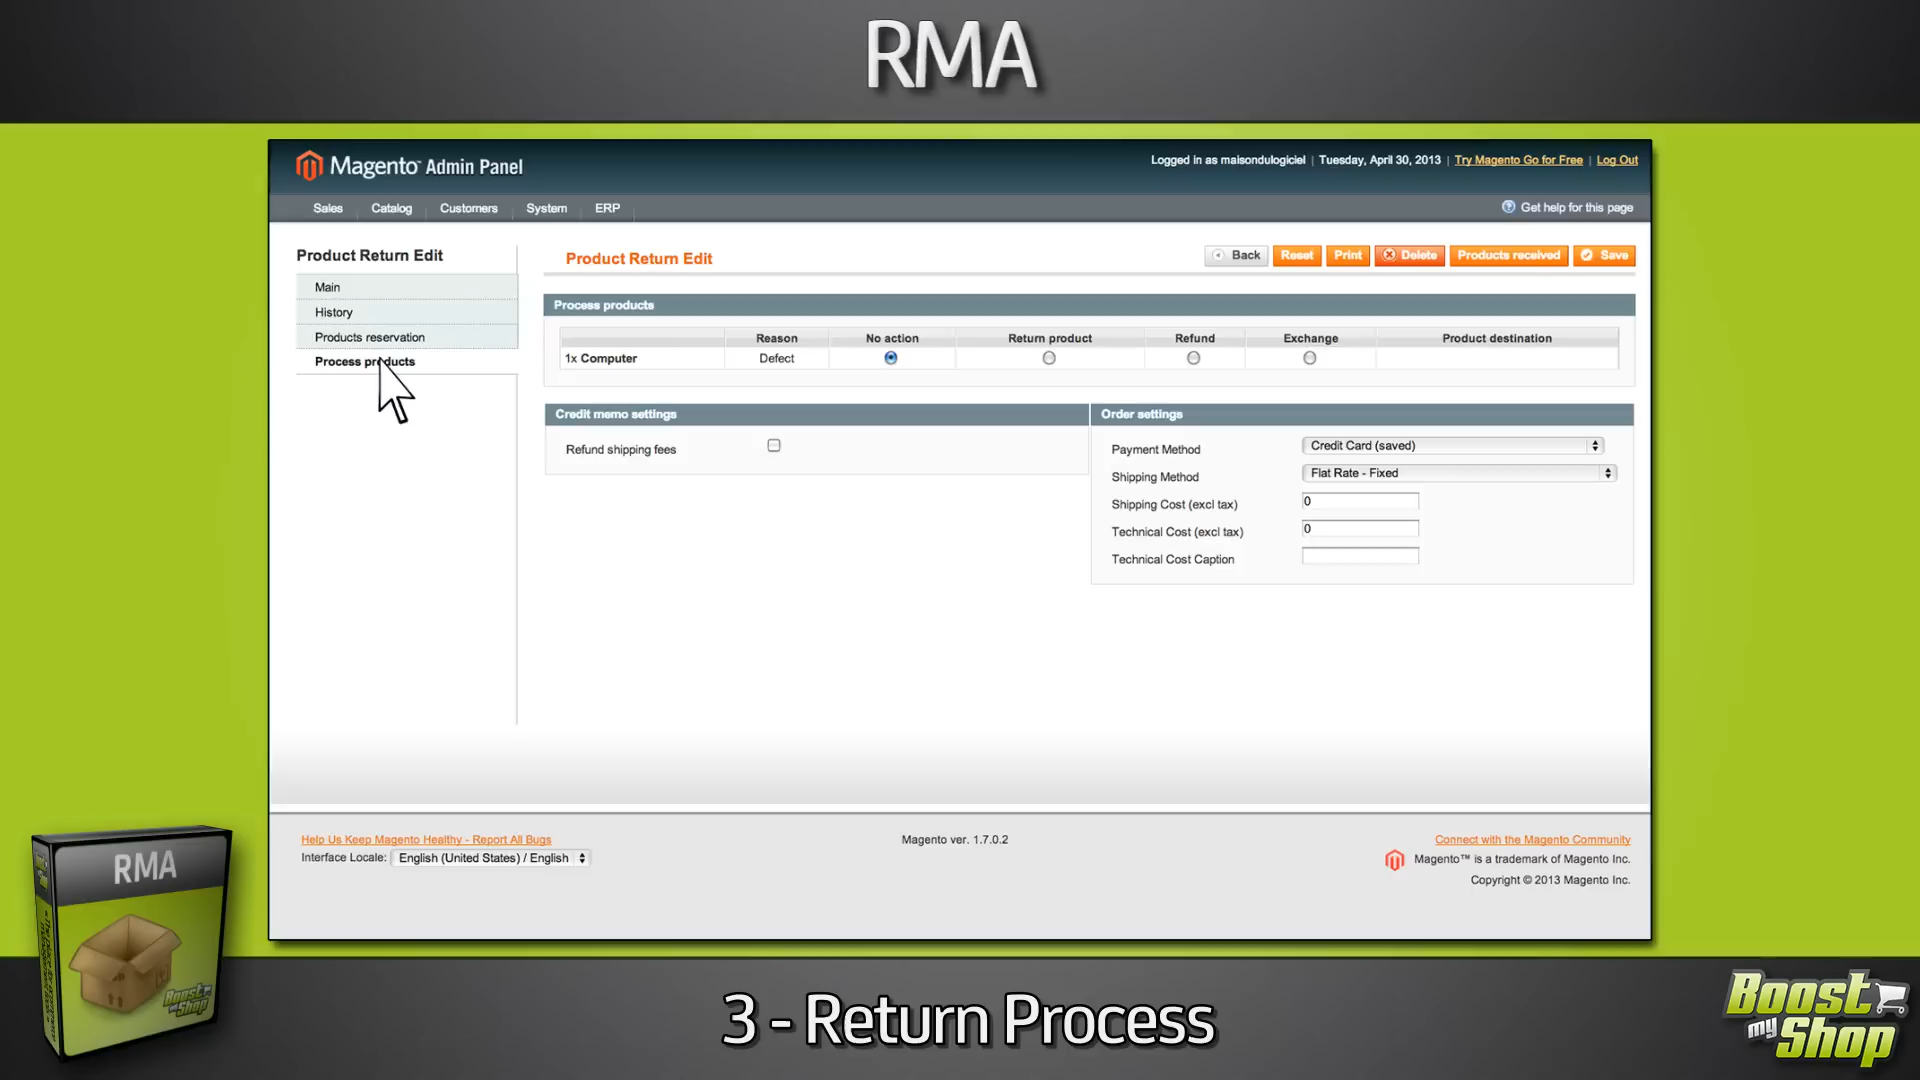 RMA
Magento™ Admin Panel
Logged in as maisondulogiciel | Tuesday, April 30, 2013 | Try Magento Go for Free | Log Out
Sales Catalog Customers System ERP
Get help for this page
Product Return Edit
Main
History
Products reservation
Process products
Product Return Edit
Back Reset Print Delete Products received Save
Process products
Reason No action Return product Refund Exchange Product destination
1x Computer Defect
Credit memo settings
Refund shipping fees
Order settings
Payment Method Credit Card (saved)
Shipping Method Flat Rate - Fixed
Shipping Cost (excl tax) 0
Technical Cost (excl tax) 0
Technical Cost Caption
Help Us Keep Magento Healthy - Report All Bugs
Interface Locale: English (United States) / English
Magento ver. 1.7.0.2
Connect with the Magento Community
Magento™ is a trademark of Magento Inc.
Copyright © 2013 Magento Inc.
RMA
Boost my Shop
3 - Return Process
Boost
my Shop